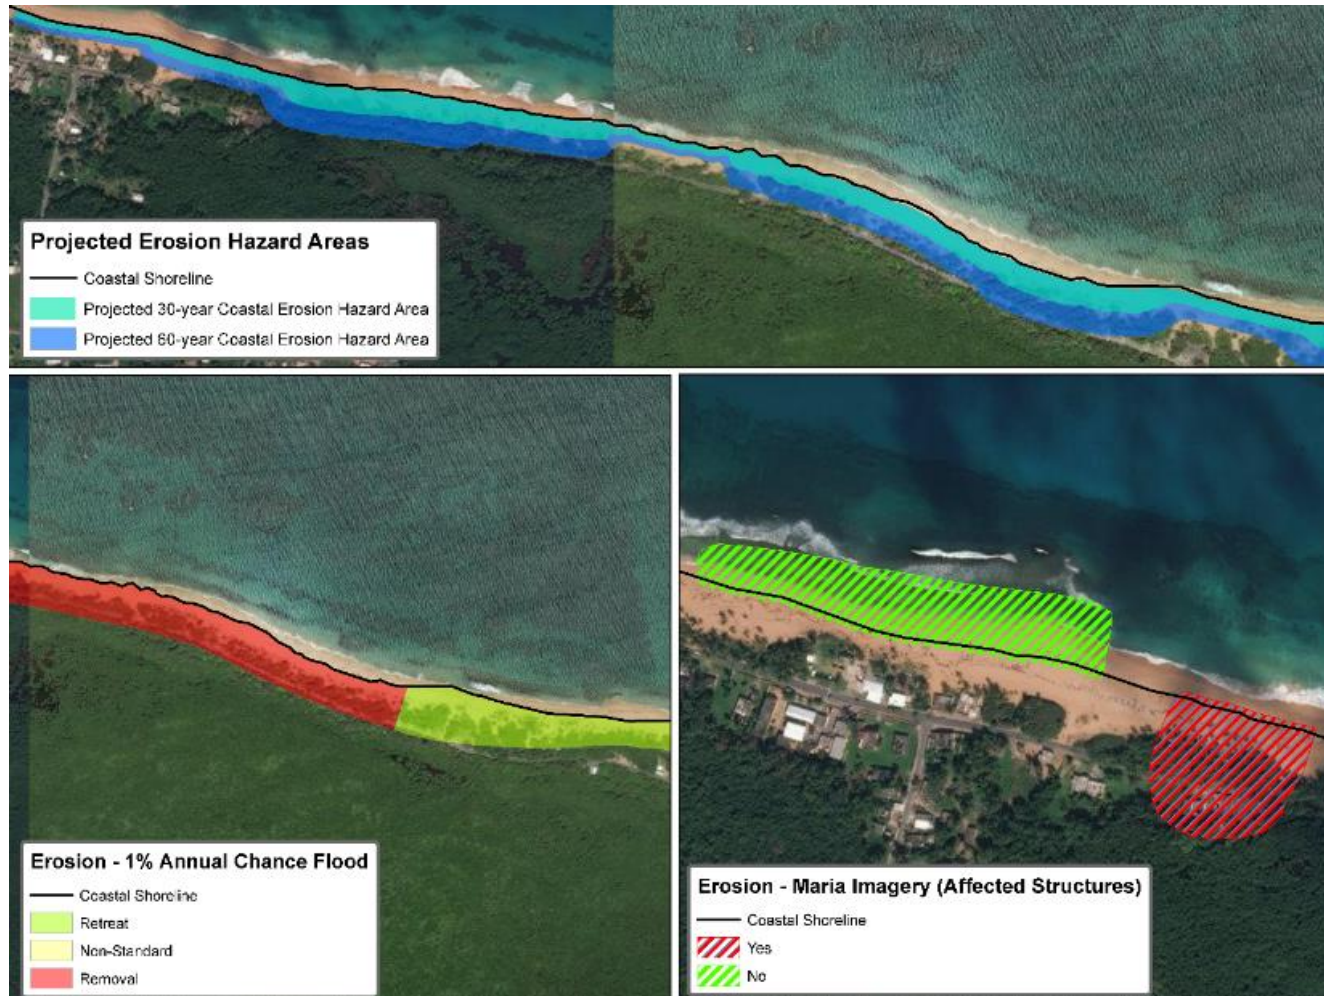 Projected Erosion Hazard Areas
Coastal Shoreline
Projected 30-year Coastal Erosion Hazard Area
Projected 60-year Coastal Erosion Hazard Area
Erosion - 1% Annual Chance Flood
Coastal Shoreline
Retreat
Non-Standard
Removal
Erosion - Maria Imagery (Affected Structures)
Coastal Shoreline
Yes
No